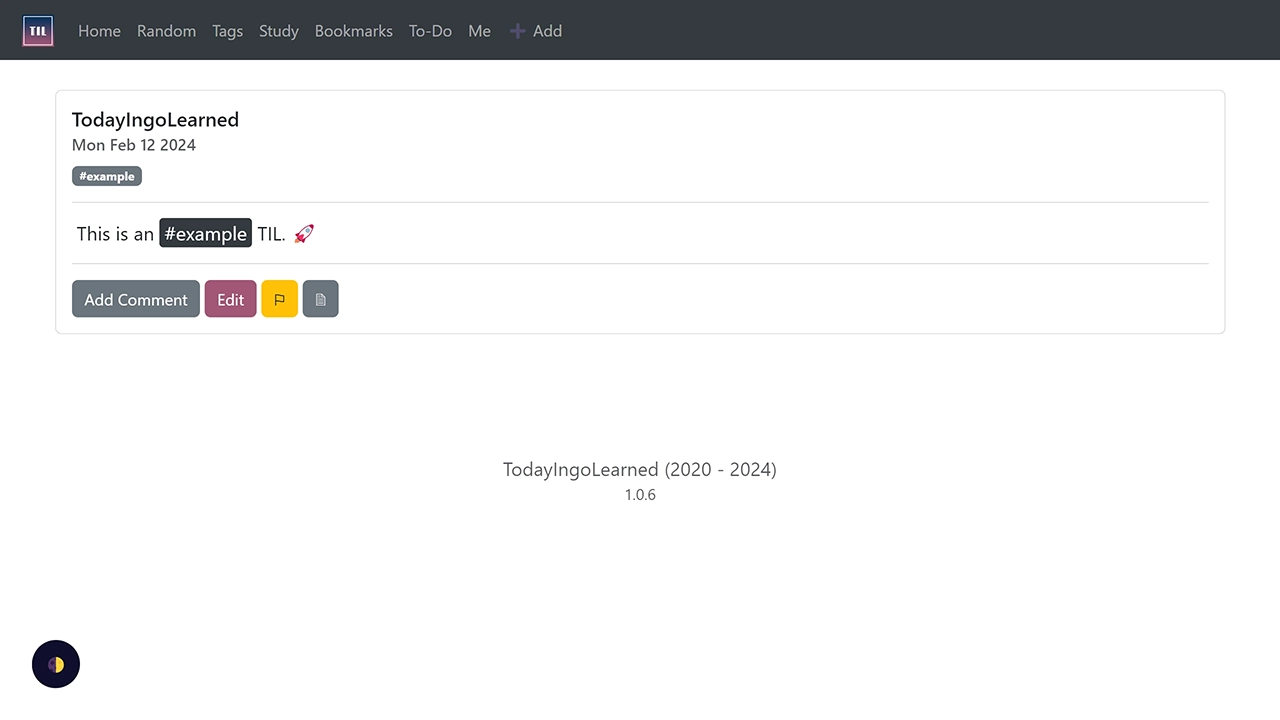 TIL Home Random Tags Study Bookmarks To-Do Me ➕ Add
TodayIngoLearned
Mon Feb 12 2024
#example
This is an #example TIL. 🚀
Add Comment Edit
TodayIngoLearned (2020 - 2024)
1.0.6